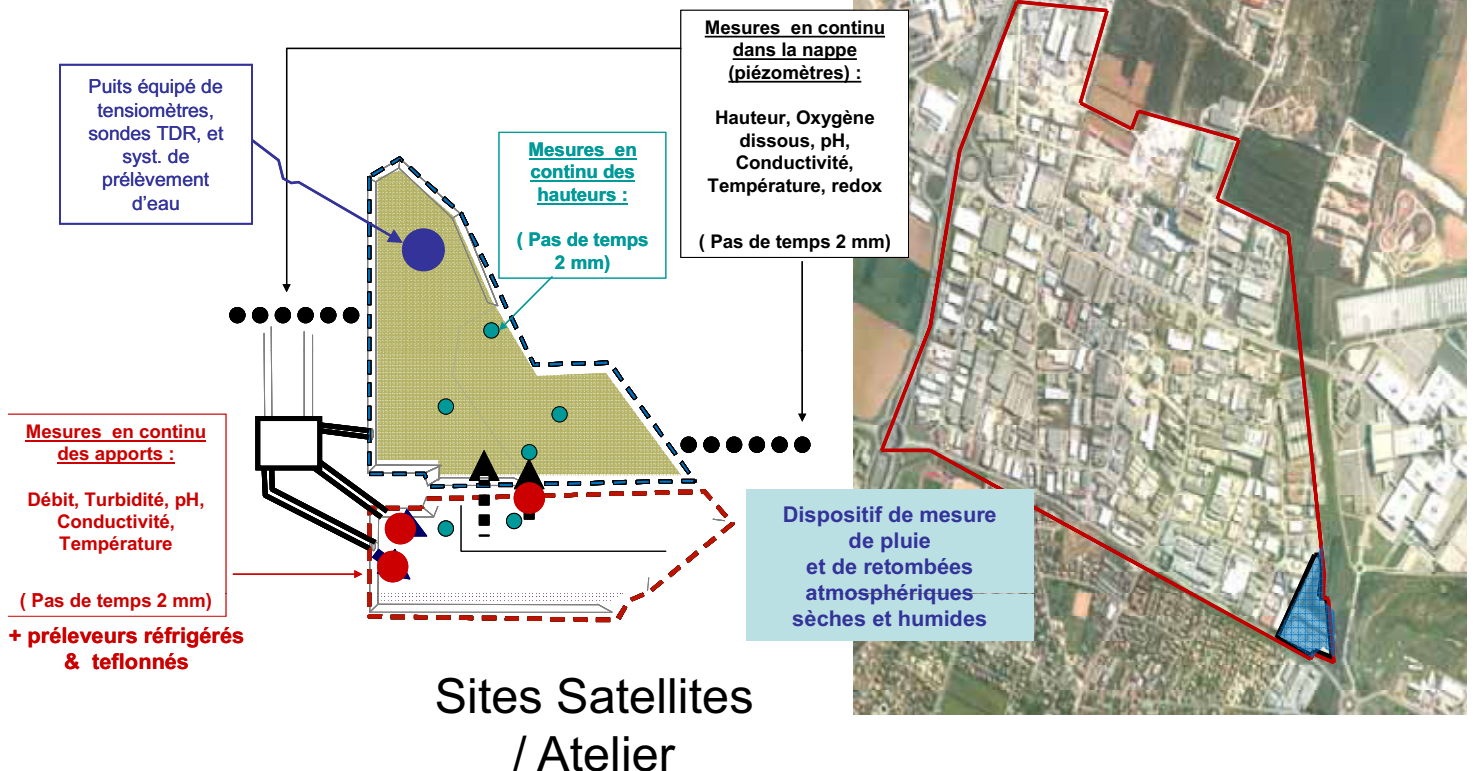 Puits équipé de
tensiomètres,
sondes TDR, et
syst. de
prélèvement
d'eau
Mesures en
continu des
hauteurs :
( Pas de temps
2 mm)
Mesures en continu
dans la nappe
(piézomètres) :
Hauteur, Oxygène
dissous, pH,
Conductivité,
Température, redox
( Pas de temps 2 mm)
Mesures en continu
des apports :
Débit, Turbidité, pH,
Conductivité,
Température
( Pas de temps 2 mm)
+ préleveurs réfrigérés
& teflonnés
Dispositif de mesure
de pluie
et de retombées
atmosphériques
sèches et humides
Sites Satellites
/ Atelier